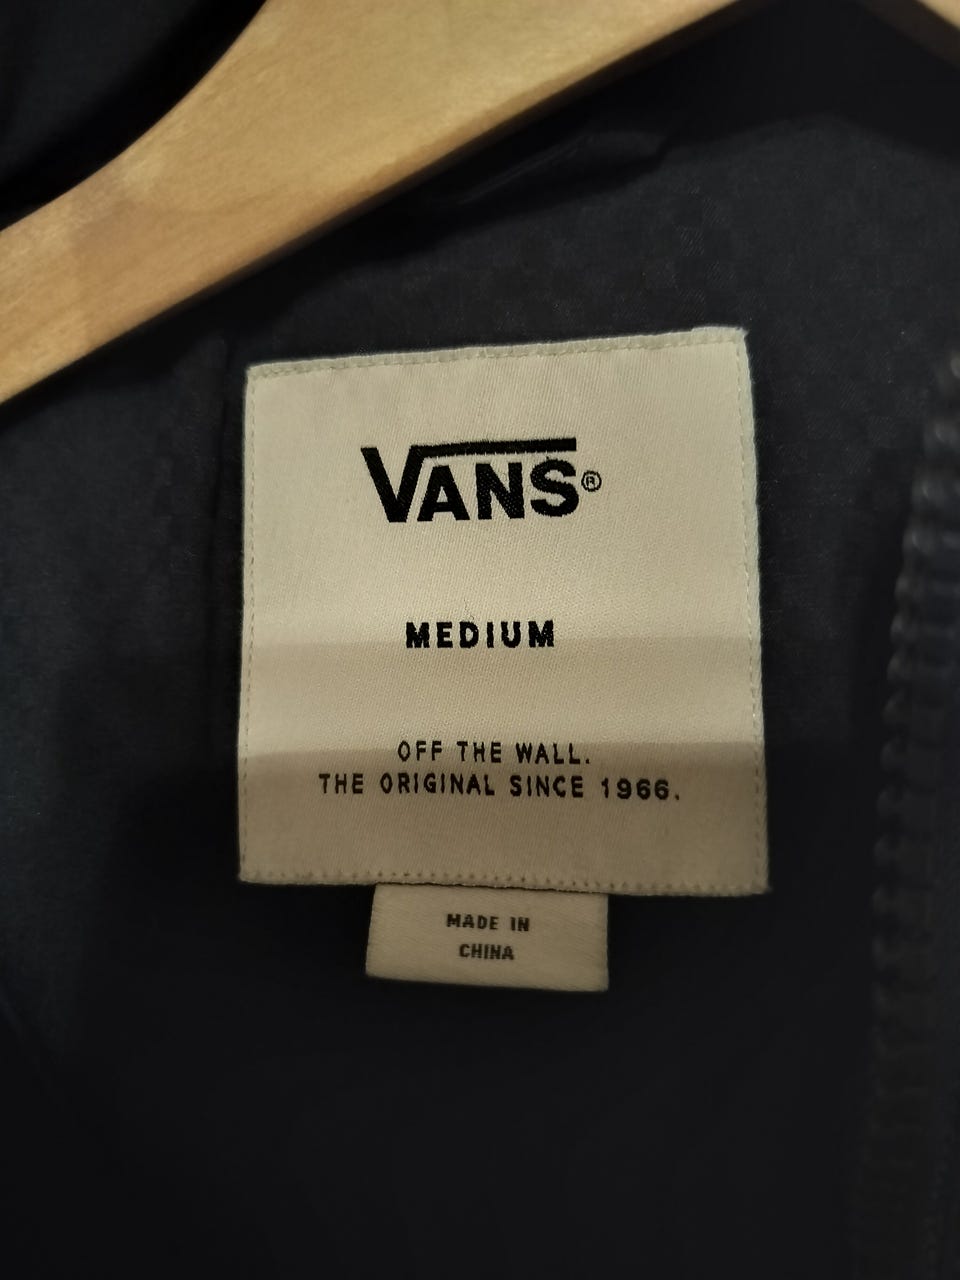 VANS®
MEDIUM
OFF THE WALL.
THE ORIGINAL SINCE 1966.
MADE IN
CHINA